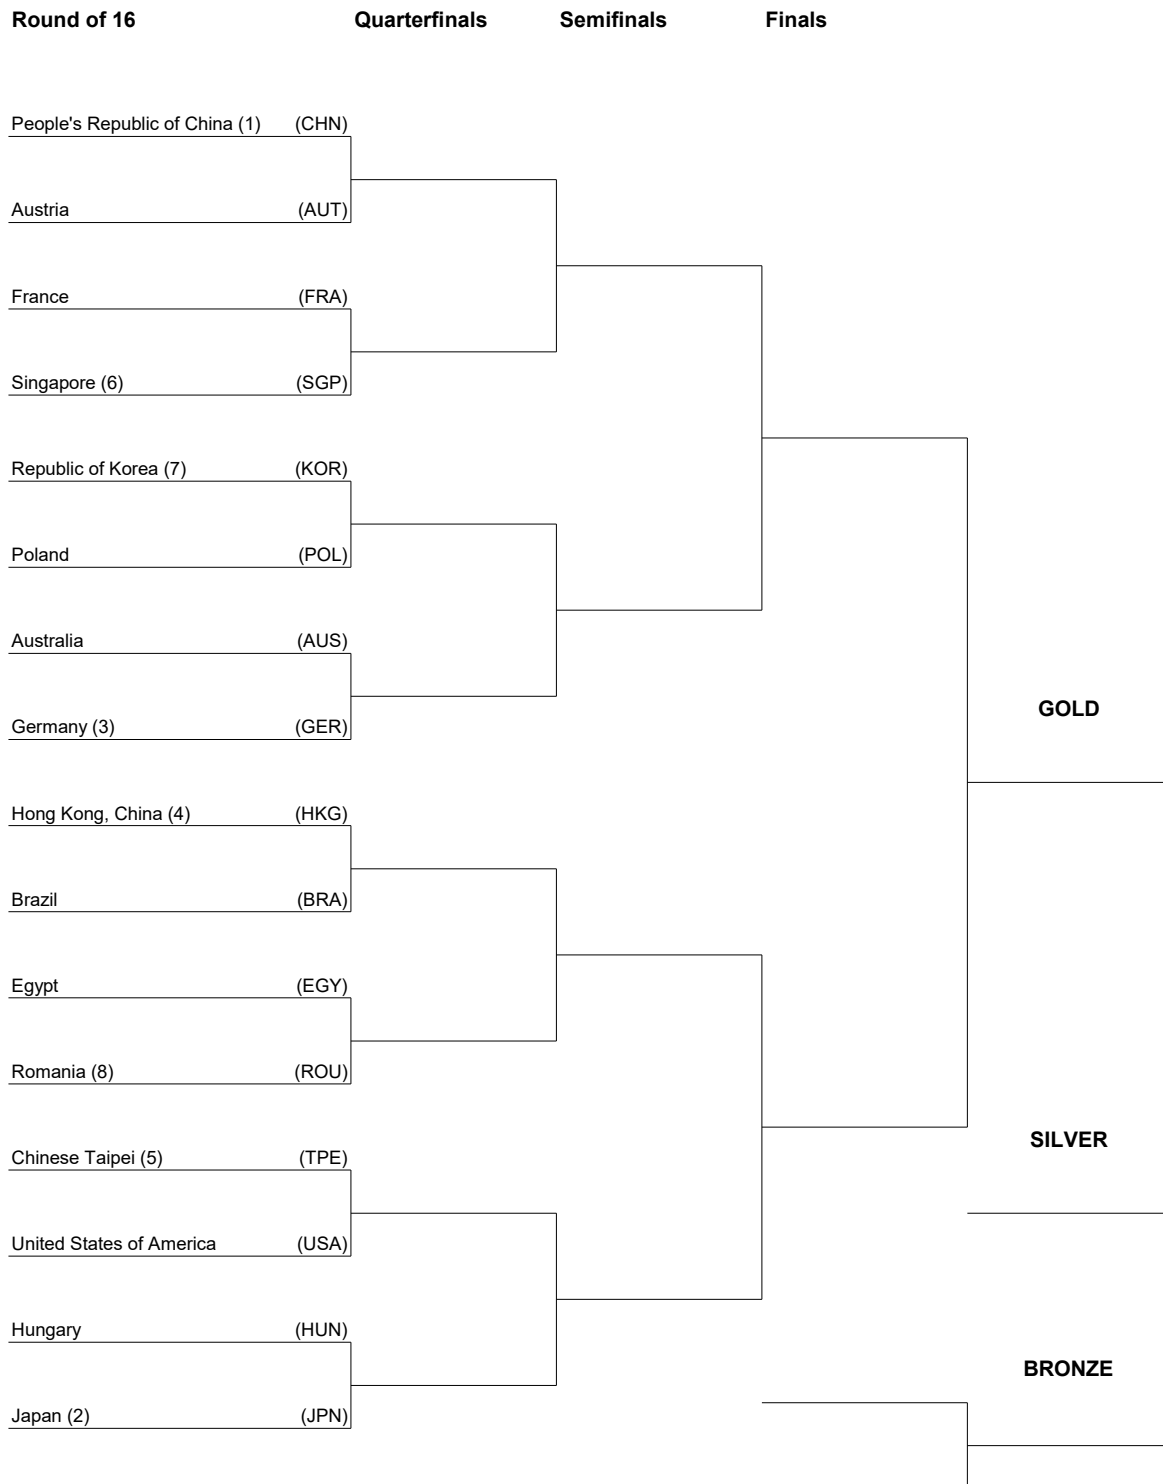 Round of 16 Quarterfinals Semifinals Finals
People's Republic of China (1) (CHN)
Austria (AUT)
France (FRA)
Singapore (6) (SGP)
Republic of Korea (7) (KOR)
Poland (POL)
Australia (AUS)
Germany (3) (GER)
GOLD
Hong Kong, China (4) (HKG)
Brazil (BRA)
Egypt (EGY)
Romania (8) (ROU)
SILVER
Chinese Taipei (5) (TPE)
United States of America (USA)
Hungary (HUN)
BRONZE
Japan (2) (JPN)